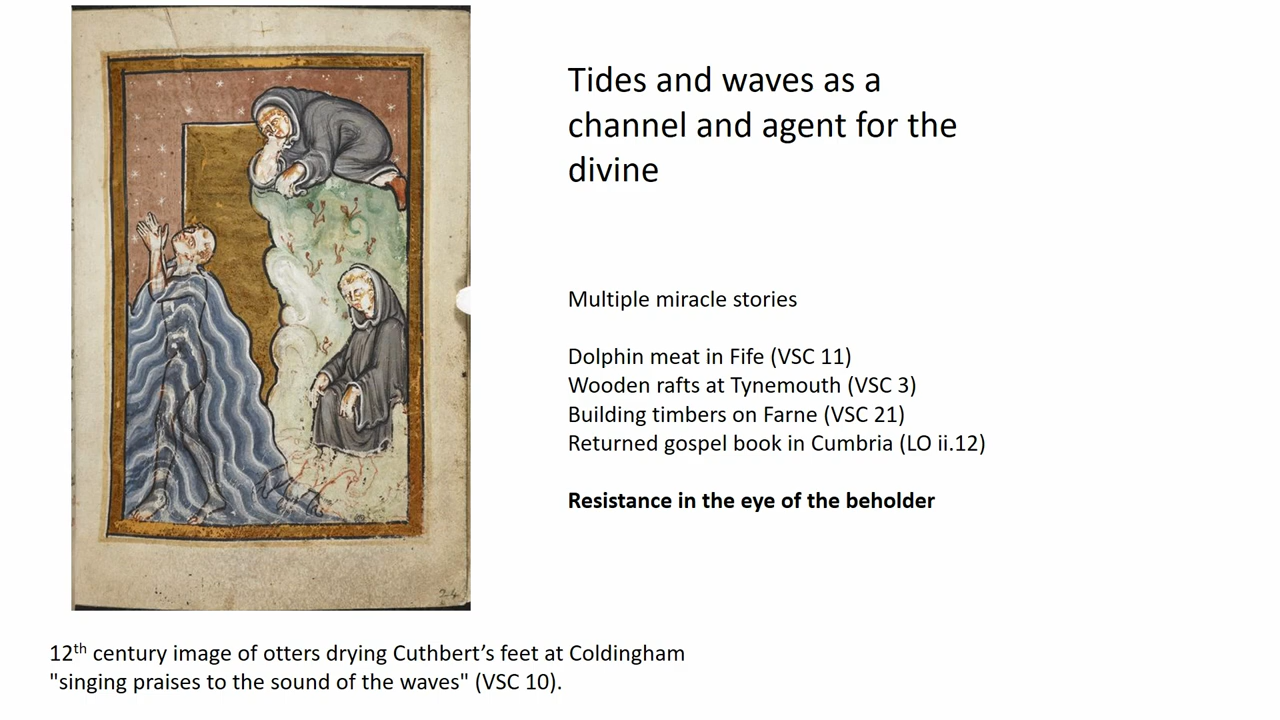 Tides and waves as a
channel and agent for the
divine
Multiple miracle stories
Dolphin meat in Fife (VSC 11)
Wooden rafts at Tynemouth (VSC 3)
Building timbers on Farne (VSC 21)
Returned gospel book in Cumbria (LO ii.12)
Resistance in the eye of the beholder
24
12th century image of otters drying Cuthbert’s feet at Coldingham
"singing praises to the sound of the waves" (VSC 10).